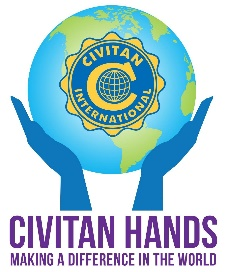 CIVITAN
C
INTERNATIONAL
CIVITAN HANDS
MAKING A DIFFERENCE IN THE WORLD